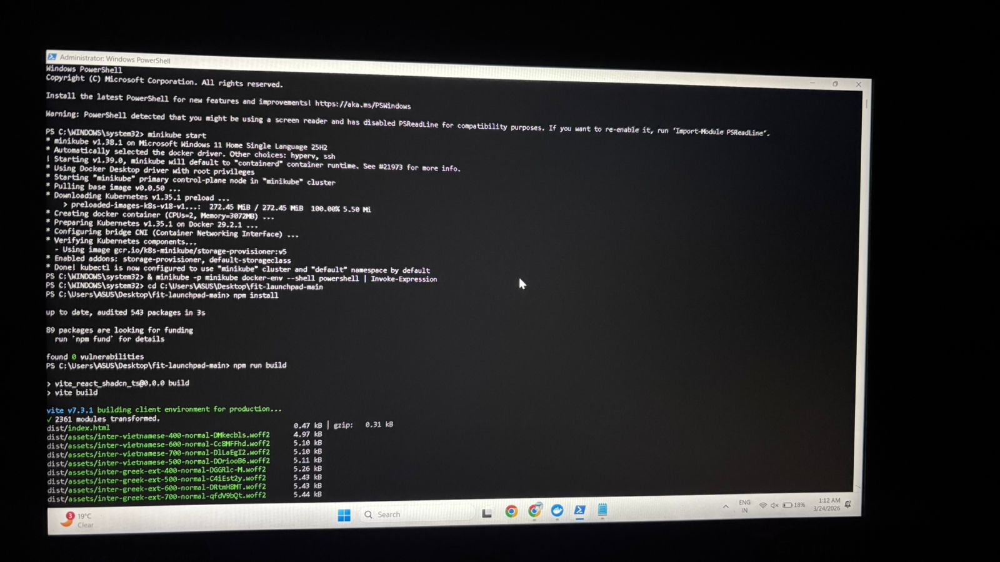 Administrator: Windows PowerShell
Windows PowerShell
Copyright (C) Microsoft Corporation. All rights reserved.
Install the latest PowerShell for new features and improvements! https://aka.ms/PSWindows
Warning: PowerShell detected that you might be using a screen reader and has disabled PSReadLine for compatibility purposes. If you want to re-enable it, run 'Import-Module PSReadLine'.
PS C:\WINDOWS\system32> minikube start
* minikube v1.38.1 on Microsoft Windows 11 Home Single Language 25H2
* Automatically selected the docker driver. Other choices: hyperv, ssh
! Starting v1.39.0, minikube will default to "containerd" container runtime. See #21973 for more info.
* Using Docker Desktop driver with root privileges
* Starting "minikube" primary control-plane node in "minikube" cluster
* Pulling base image v0.0.50 ...
* Downloading Kubernetes v1.35.1 preload ...
> preloaded-images-k8s-v18-v1...: 272.45 MiB / 272.45 MiB 100.00% 5.50 Mi
* Creating docker container (CPUs=2, Memory=3072MB) ...
* Preparing Kubernetes v1.35.1 on Docker 29.2.1 ...
* Configuring bridge CNI (Container Networking Interface) ...
* Verifying Kubernetes components...
- Using image gcr.io/k8s-minikube/storage-provisioner:v5
* Enabled addons: storage-provisioner, default-storageclass
* Done! kubectl is now configured to use "minikube" cluster and "default" namespace by default
PS C:\WINDOWS\system32> & minikube -p minikube docker-env --shell powershell | Invoke-Expression
PS C:\WINDOWS\system32> cd C:\Users\ASUS\Desktop\fit-launchpad-main
PS C:\Users\ASUS\Desktop\fit-launchpad-main> npm install
up to date, audited 543 packages in 3s
89 packages are looking for funding
run `npm fund` for details
found 0 vulnerabilities
PS C:\Users\ASUS\Desktop\fit-launchpad-main> npm run build
> vite_react_shadcn_ts@0.0.0 build
> vite build
vite v7.3.1 building client environment for production...
✓ 2361 modules transformed.
dist/index.html 0.47 kB | gzip: 0.31 kB
dist/assets/inter-vietnamese-400-normal-DMkecbls.woff2 4.97 kB
dist/assets/inter-vietnamese-600-normal-Cc8MFFhd.woff2 5.10 kB
dist/assets/inter-vietnamese-700-normal-DlLaEgI2.woff2 5.10 kB
dist/assets/inter-vietnamese-500-normal-DOriooB6.woff2 5.11 kB
dist/assets/inter-greek-ext-400-normal-DGGRlc-M.woff2 5.26 kB
dist/assets/inter-greek-ext-500-normal-C4iEst2y.woff2 5.43 kB
dist/assets/inter-greek-ext-600-normal-DRtmH8MT.woff2 5.43 kB
dist/assets/inter-greek-ext-700-normal-qfdV9bQt.woff2 5.44 kB
3
19°C
Clear
Search
ENG
IN
18%
1:12 AM
3/24/2026